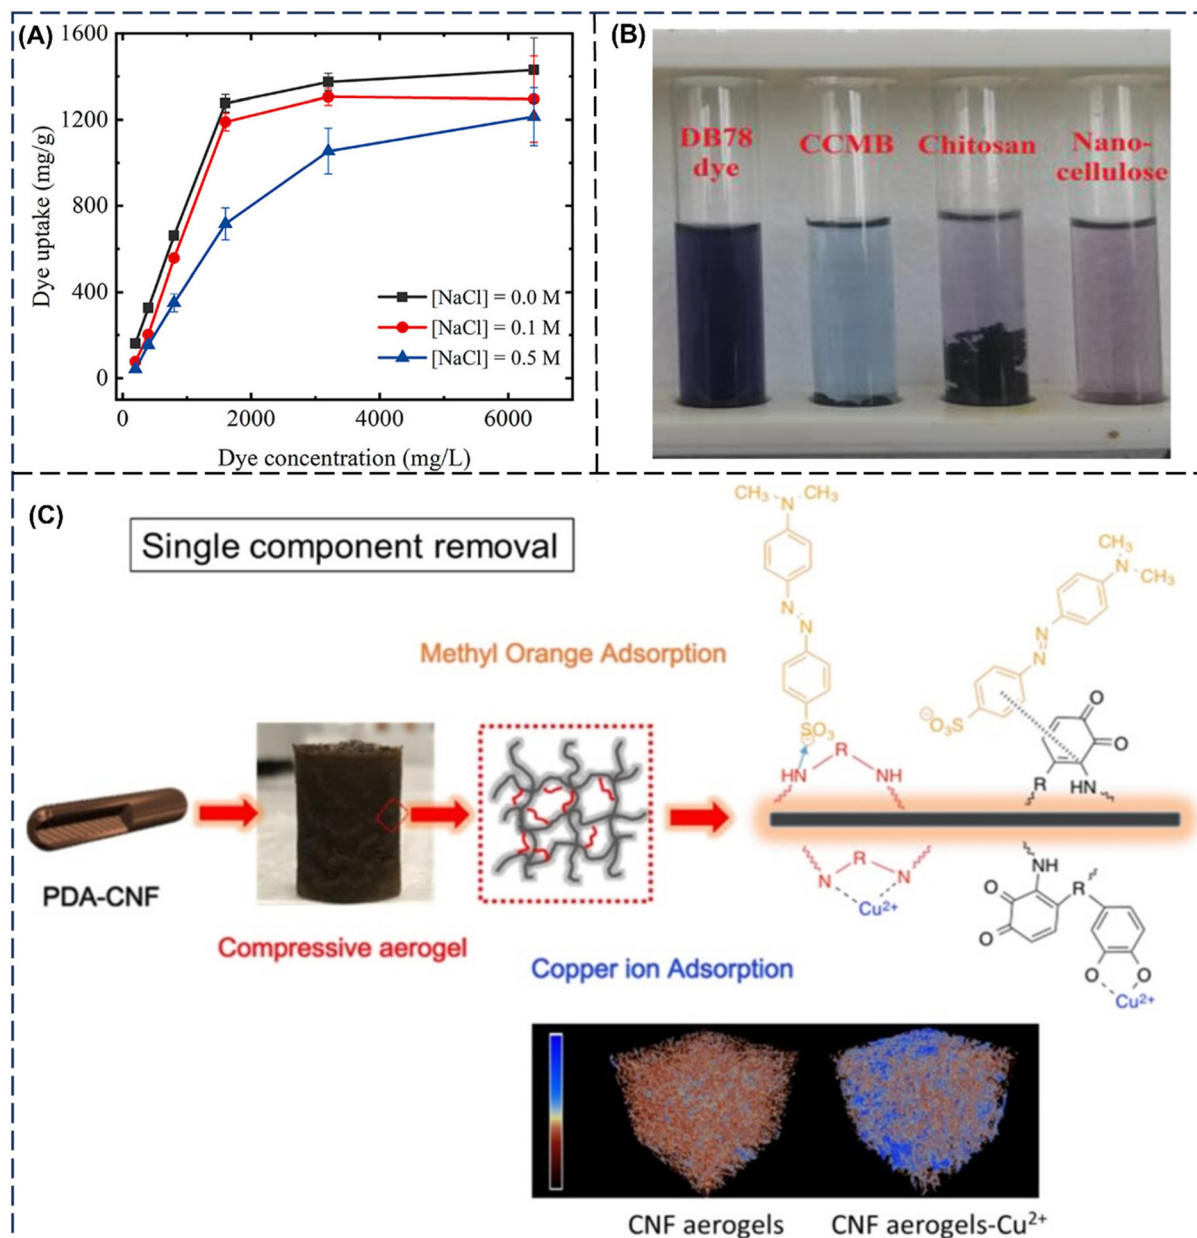 (A)
1600
1200
800
400
0
Dye uptake (mg/g)
[NaCl] = 0.0 M
[NaCl] = 0.1 M
[NaCl] = 0.5 M
0 2000 4000 6000
Dye concentration (mg/L)
(B)
DB78
dye
CCMB
Chitosan
Nano-
cellulose
(C)
Single component removal
Methyl Orange Adsorption
PDA-CNF
Compressive aerogel
Copper ion Adsorption
CH₃ CH₃
N
N
N
SO₃⊖
HN R NH
N R N
Cu²⁺
CH₃
N
CH₃
N
N
⊖O₃S
O
O
R HN
NH
O
O
R
O O
Cu²⁺
CNF aerogels
CNF aerogels-Cu²⁺